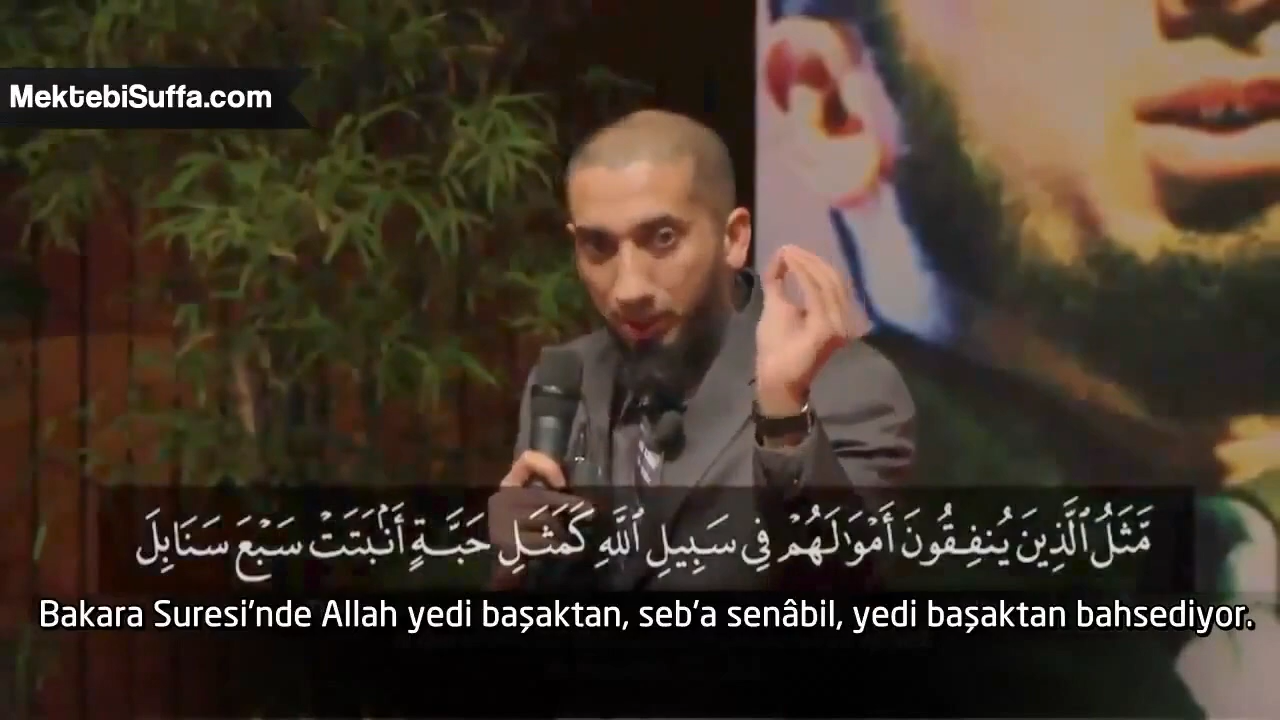 MektebiSuffa.com
مَّثَلُ ٱلَّذِينَ يُنفِقُونَ أَمْوَٰلَهُمْ فِى سَبِيلِ ٱللَّهِ كَمَثَلِ حَبَّةٍ أَنۢبَتَتْ سَبْعَ سَنَابِلَ
Bakara Suresi’nde Allah yedi başaktan, seb’a senâbil, yedi başaktan bahsediyor.